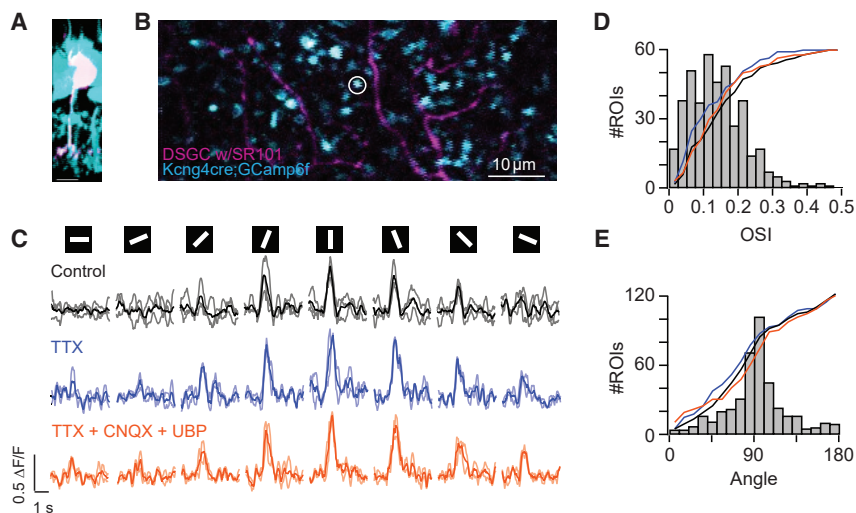 A
B
DSGC w/SR101
Kcng4cre;GCamp6f
10 µm
C
Control
TTX
TTX + CNQX + UBP
0.5 ΔF/F
1 s
D
60
30
0
#ROIs
0 0.1 0.2 0.3 0.4 0.5
OSI
E
120
60
0
#ROIs
0 90 180
Angle